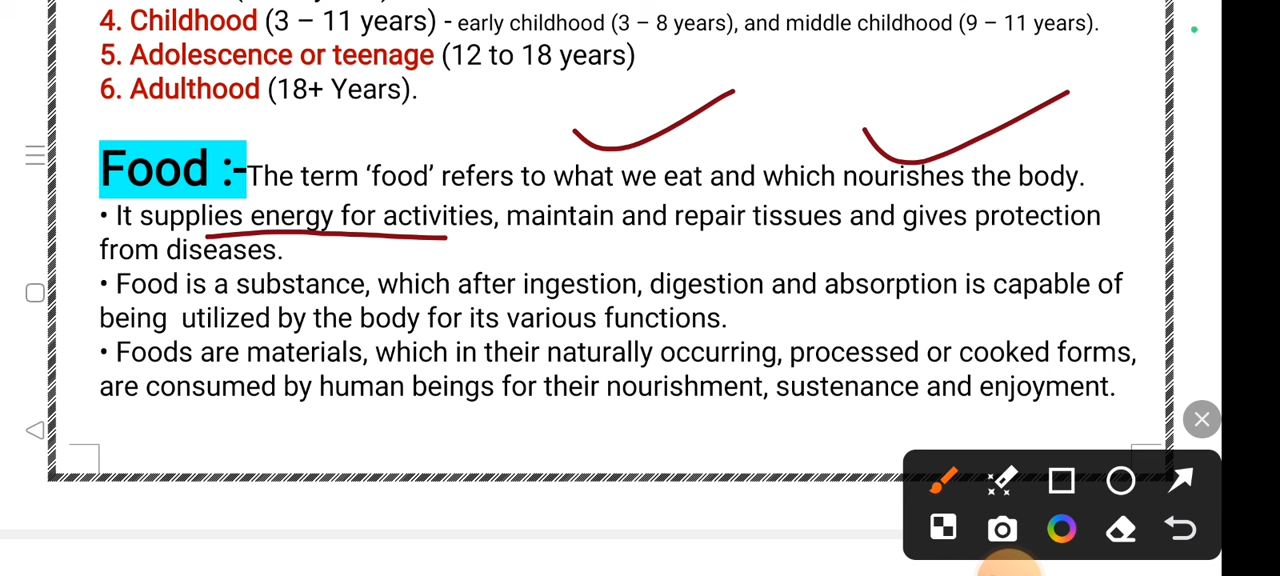 4. Childhood (3 – 11 years) - early childhood (3 – 8 years), and middle childhood (9 – 11 years).
5. Adolescence or teenage (12 to 18 years)
6. Adulthood (18+ Years).
Food :-The term ‘food’ refers to what we eat and which nourishes the body.
• It supplies energy for activities, maintain and repair tissues and gives protection
from diseases.
• Food is a substance, which after ingestion, digestion and absorption is capable of
being utilized by the body for its various functions.
• Foods are materials, which in their naturally occurring, processed or cooked forms,
are consumed by human beings for their nourishment, sustenance and enjoyment.